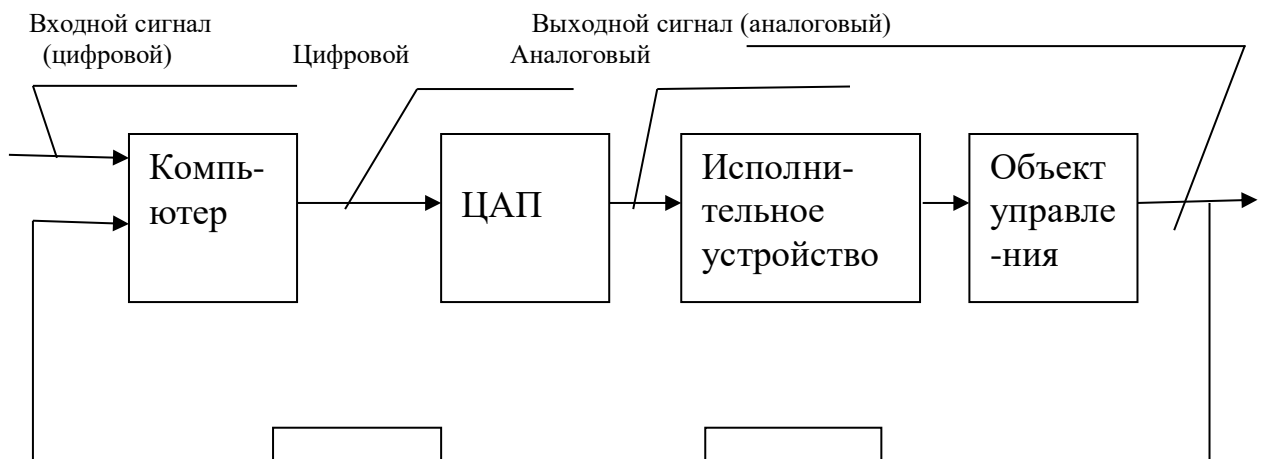 Входной сигнал
(цифровой)
Цифровой
Выходной сигнал (аналоговый)
Аналоговый
Компь-
ютер
ЦАП
Исполни-
тельное
устройство
Объект
управле
-ния